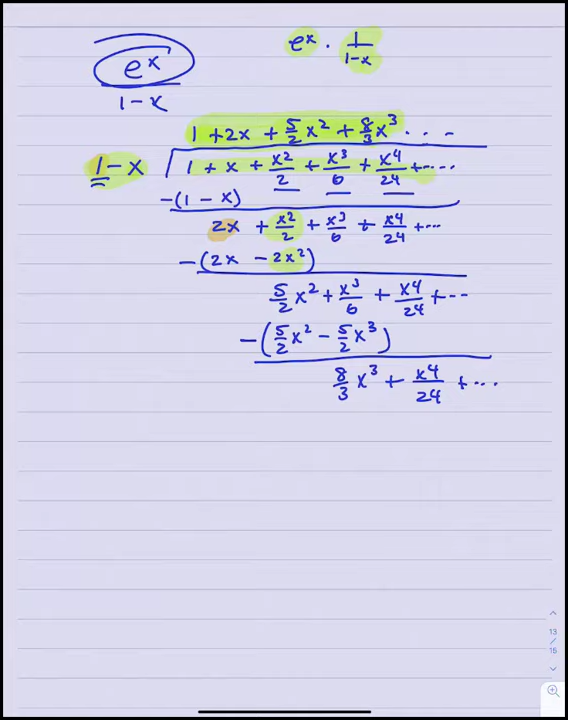 e^x / (1 - x)
e^x · 1/(1-x)
1 + 2x + 5/2 x^2 + 8/3 x^3 ...
1 - x ) 1 + x + x^2/2 + x^3/6 + x^4/24 + ...
-(1 - x)
2x + x^2/2 + x^3/6 + x^4/24 + ...
-(2x - 2x^2)
5/2 x^2 + x^3/6 + x^4/24 + ...
-(5/2 x^2 - 5/2 x^3)
8/3 x^3 + x^4/24 + ...
13
/
16